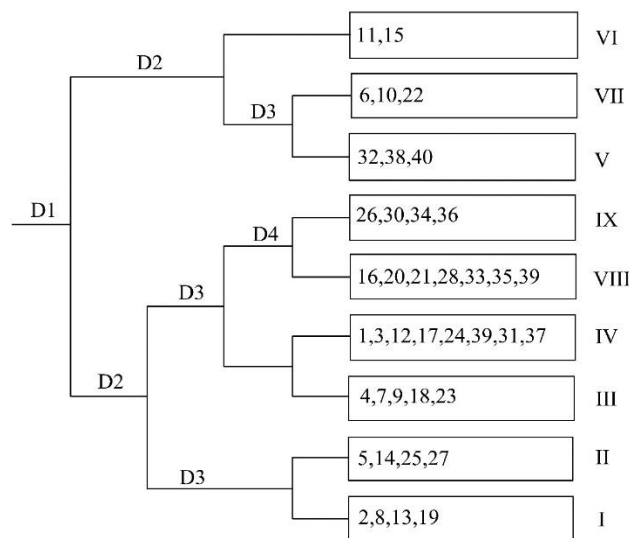 11,15 VI
D2
6,10,22 VII
D3
32,38,40 V
D1
26,30,34,36 IX
D4
16,20,21,28,33,35,39 VIII
D3
1,3,12,17,24,39,31,37 IV
D2
4,7,9,18,23 III
5,14,25,27 II
D3
2,8,13,19 I